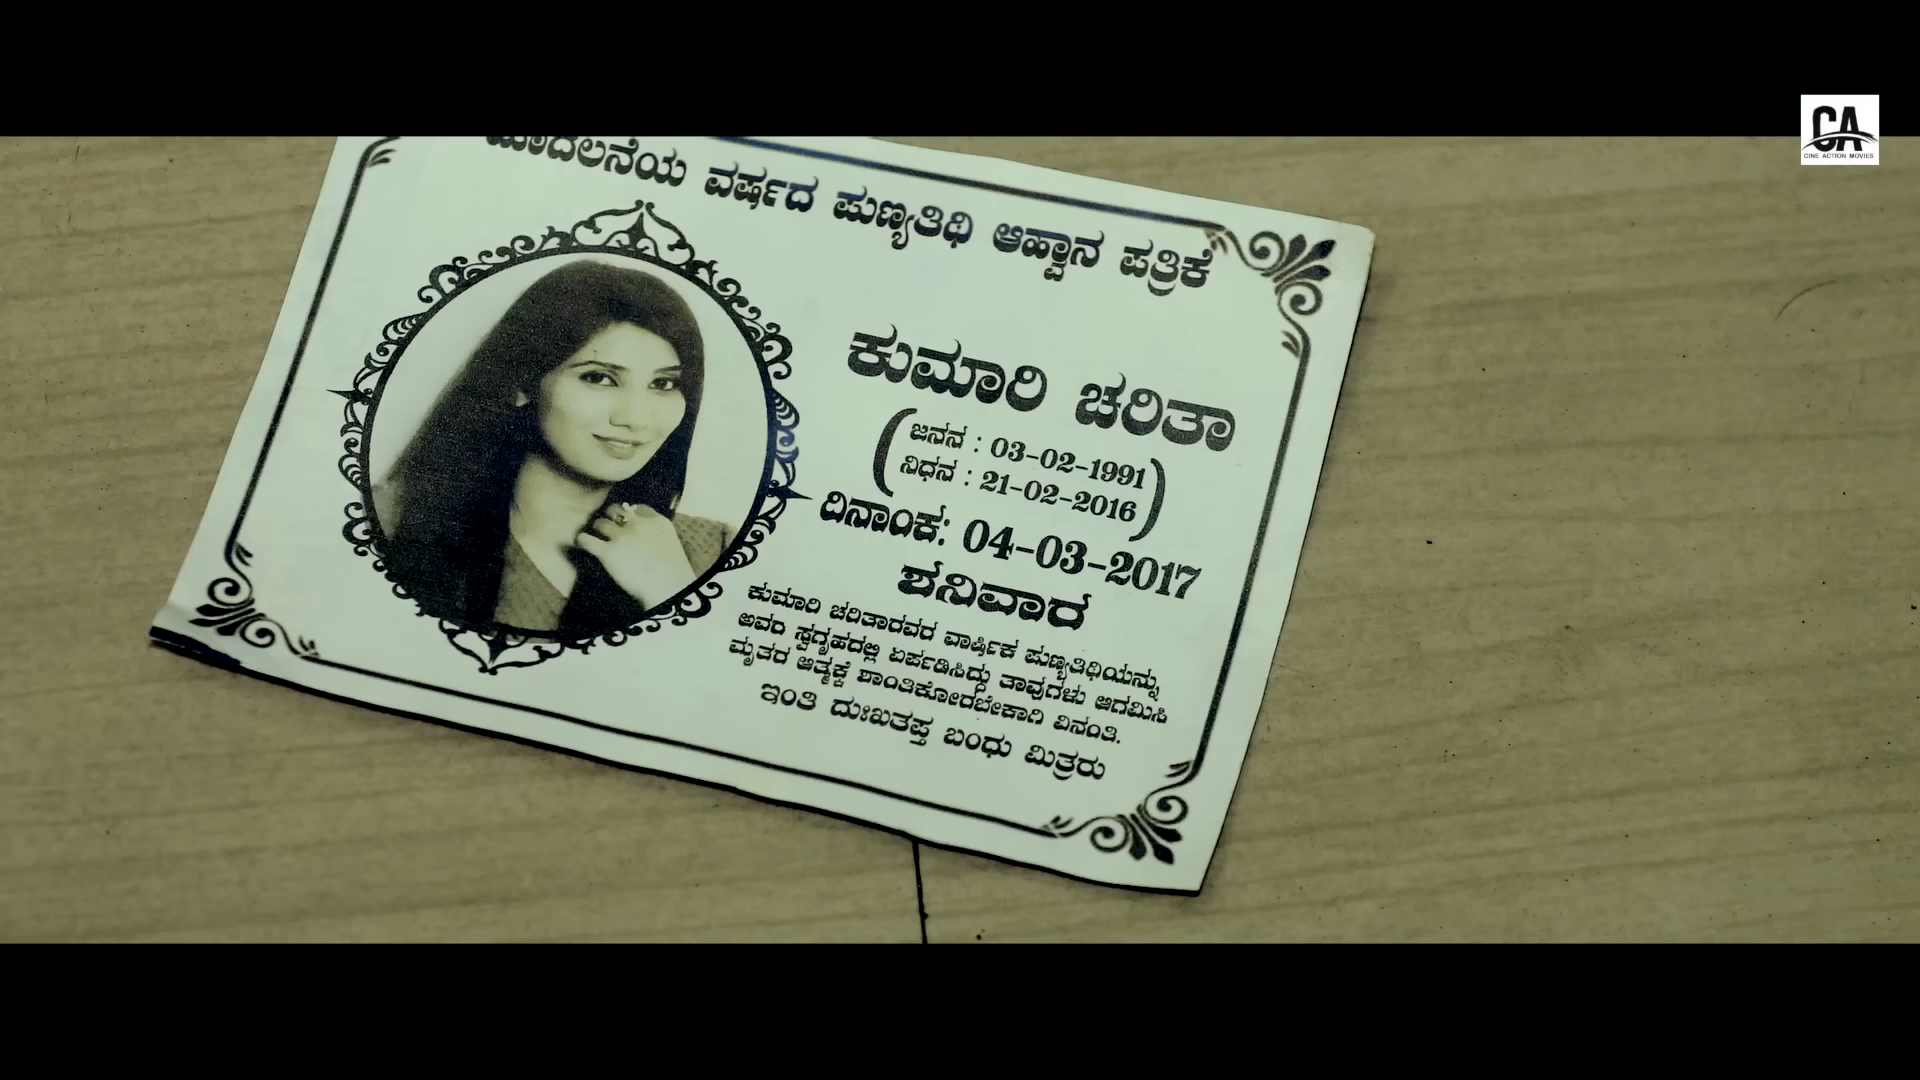 ಮೊದಲನೆಯ ವರ್ಷದ ಪುಣ್ಯತಿಥಿ ಆಹ್ವಾನ ಪತ್ರಿಕೆ
ಕುಮಾರಿ ಚರಿತಾ
(ಜನನ : 03-02-1991
ನಿಧನ : 21-02-2016)
ದಿನಾಂಕ: 04-03-2017
ಶನಿವಾರ
ಕುಮಾರಿ ಚರಿತಾರವರ ವಾರ್ಷಿಕ ಪುಣ್ಯತಿಥಿಯನ್ನು
ಅವರ ಸ್ವಗೃಹದಲ್ಲಿ ಏರ್ಪಡಿಸಿದ್ದು ತಾವುಗಳು ಆಗಮಿಸಿ
ಮೃತರ ಆತ್ಮಕ್ಕೆ ಶಾಂತಿಕೋರಬೇಕಾಗಿ ವಿನಂತಿ.
ಇಂತಿ ದುಃಖತಪ್ತ ಬಂಧು ಮಿತ್ರರು
CA
CINE ACTION MOVIES